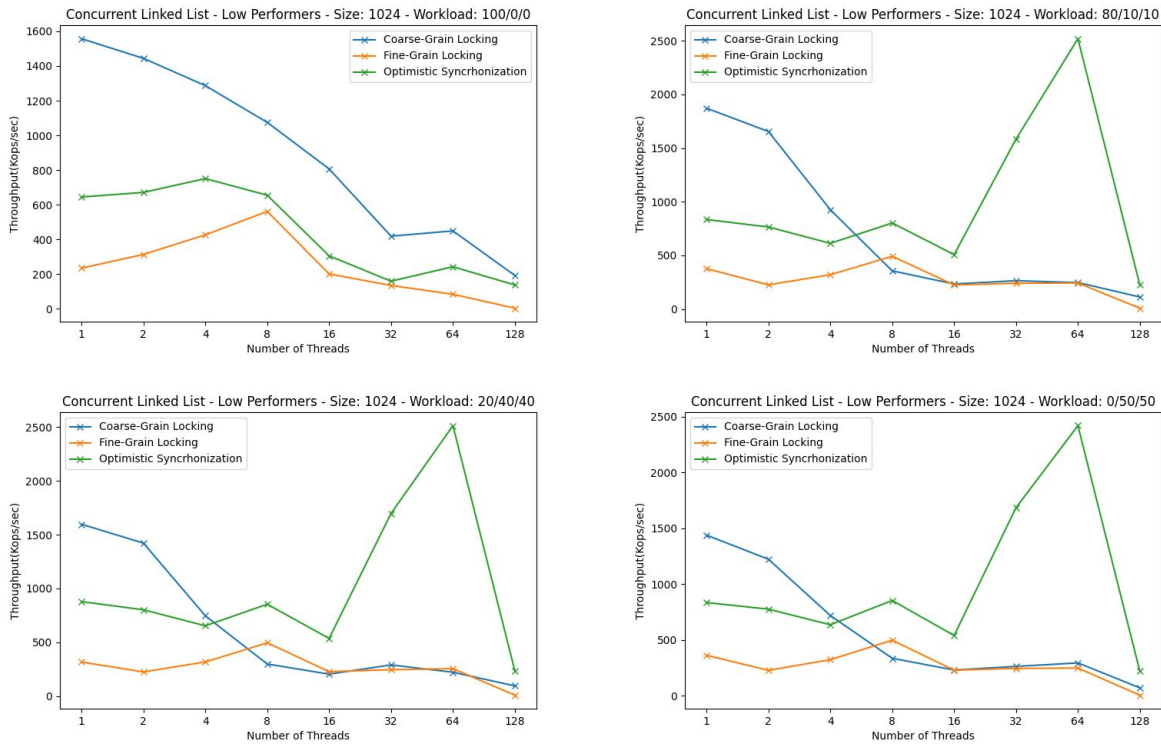 Concurrent Linked List - Low Performers - Size: 1024 - Workload: 100/0/0
1600
1400
1200
1000
800
600
400
200
0
Throughput(Kops/sec)
Coarse-Grain Locking
Fine-Grain Locking
Optimistic Syncrhonization
1 2 4 8 16 32 64 128
Number of Threads
Concurrent Linked List - Low Performers - Size: 1024 - Workload: 80/10/10
2500
2000
1500
1000
500
0
Throughput(Kops/sec)
Coarse-Grain Locking
Fine-Grain Locking
Optimistic Syncrhonization
1 2 4 8 16 32 64 128
Number of Threads
Concurrent Linked List - Low Performers - Size: 1024 - Workload: 20/40/40
2500
2000
1500
1000
500
0
Throughput(Kops/sec)
Coarse-Grain Locking
Fine-Grain Locking
Optimistic Syncrhonization
1 2 4 8 16 32 64 128
Number of Threads
Concurrent Linked List - Low Performers - Size: 1024 - Workload: 0/50/50
2500
2000
1500
1000
500
0
Throughput(Kops/sec)
Coarse-Grain Locking
Fine-Grain Locking
Optimistic Syncrhonization
1 2 4 8 16 32 64 128
Number of Threads